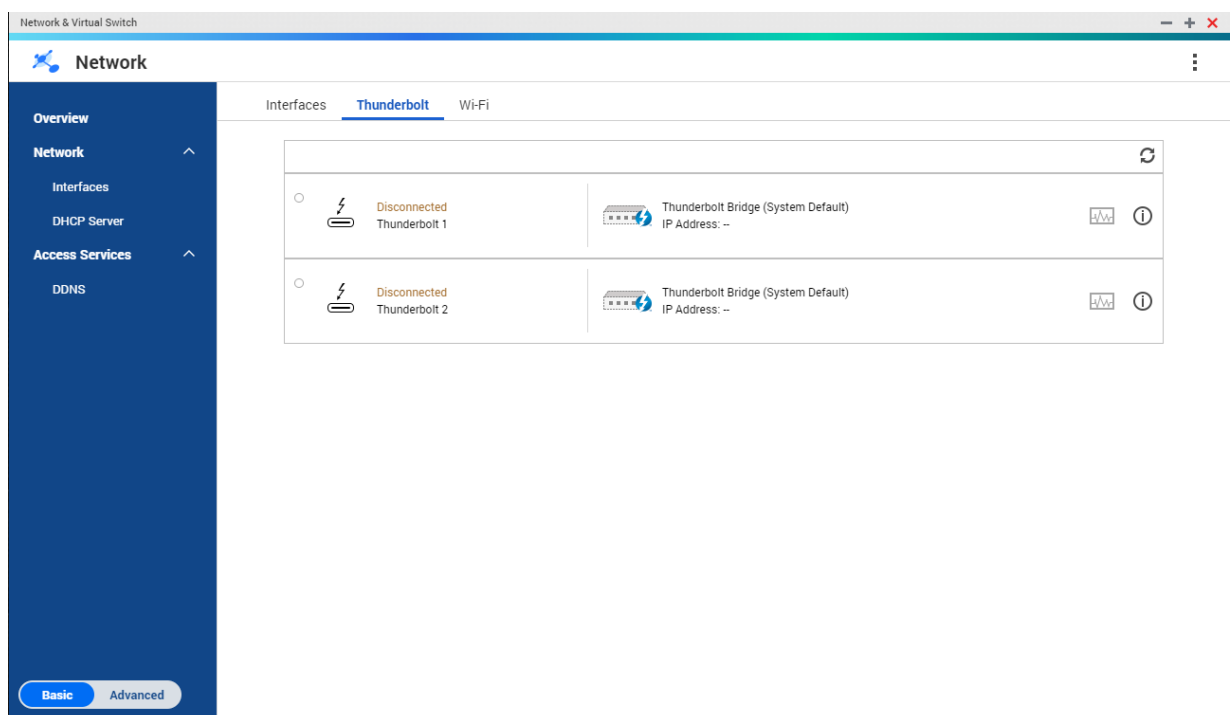 Network & Virtual Switch
Network
Overview
Network
Interfaces
DHCP Server
Access Services
DDNS
Basic Advanced
Interfaces Thunderbolt Wi-Fi
Disconnected
Thunderbolt 1
Thunderbolt Bridge (System Default)
IP Address: --
Disconnected
Thunderbolt 2
Thunderbolt Bridge (System Default)
IP Address: --